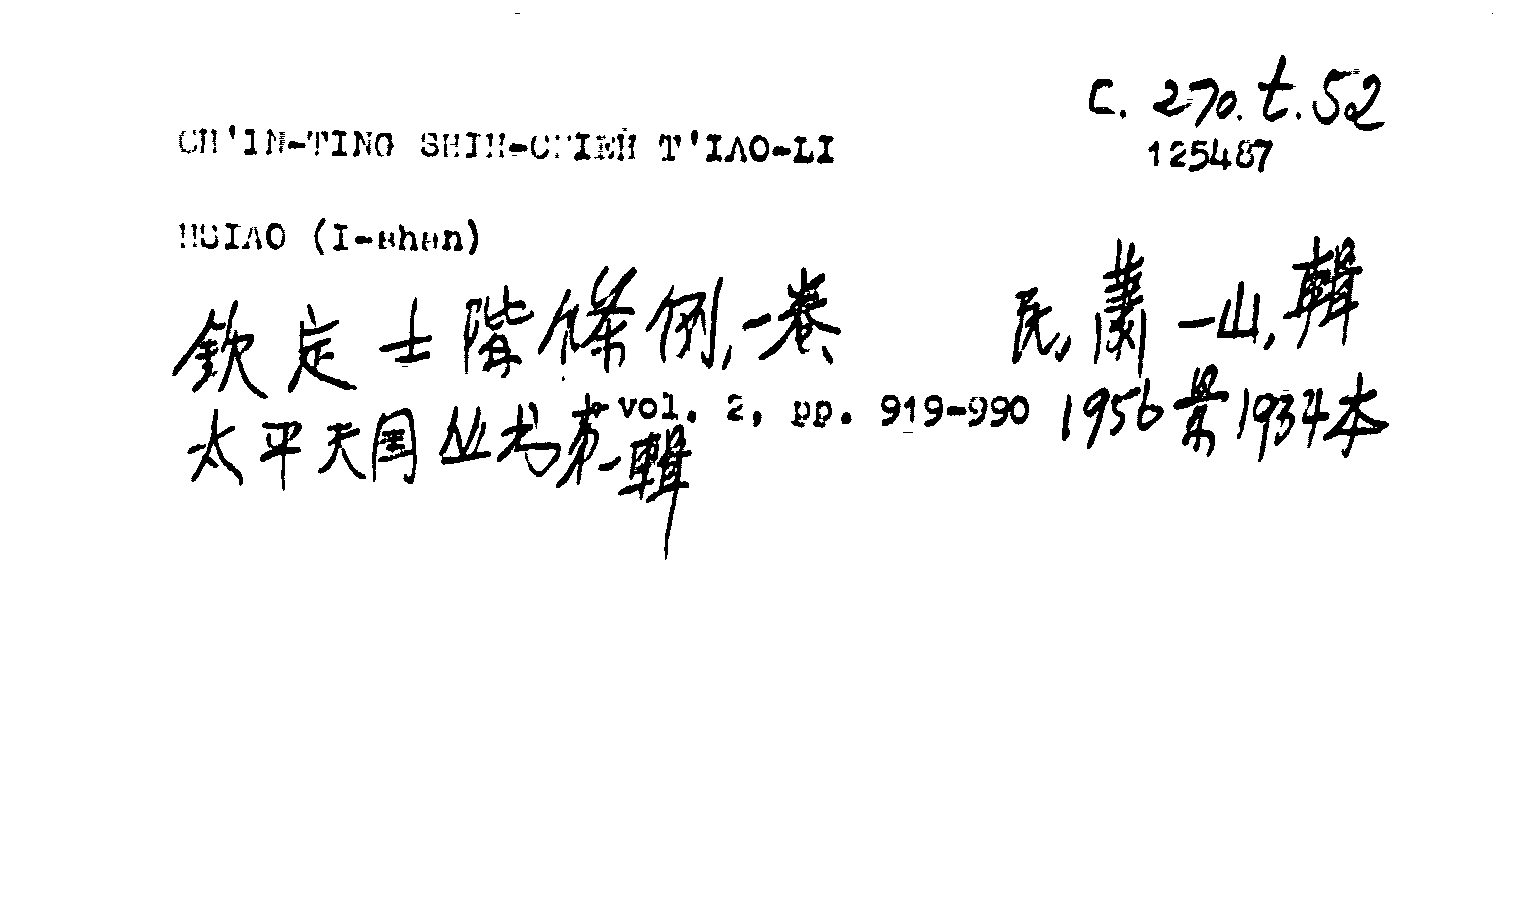 C. 270. t. 52
CH'IN-TING SHIH-CHIEH T'IAO-LI
125487
HSIAO (I-shan)
欽定士階條例, 一卷 民, 蕭一山, 輯
太平天国丛书第一輯 vol. 2, pp. 919-990 1956 景 1934 本